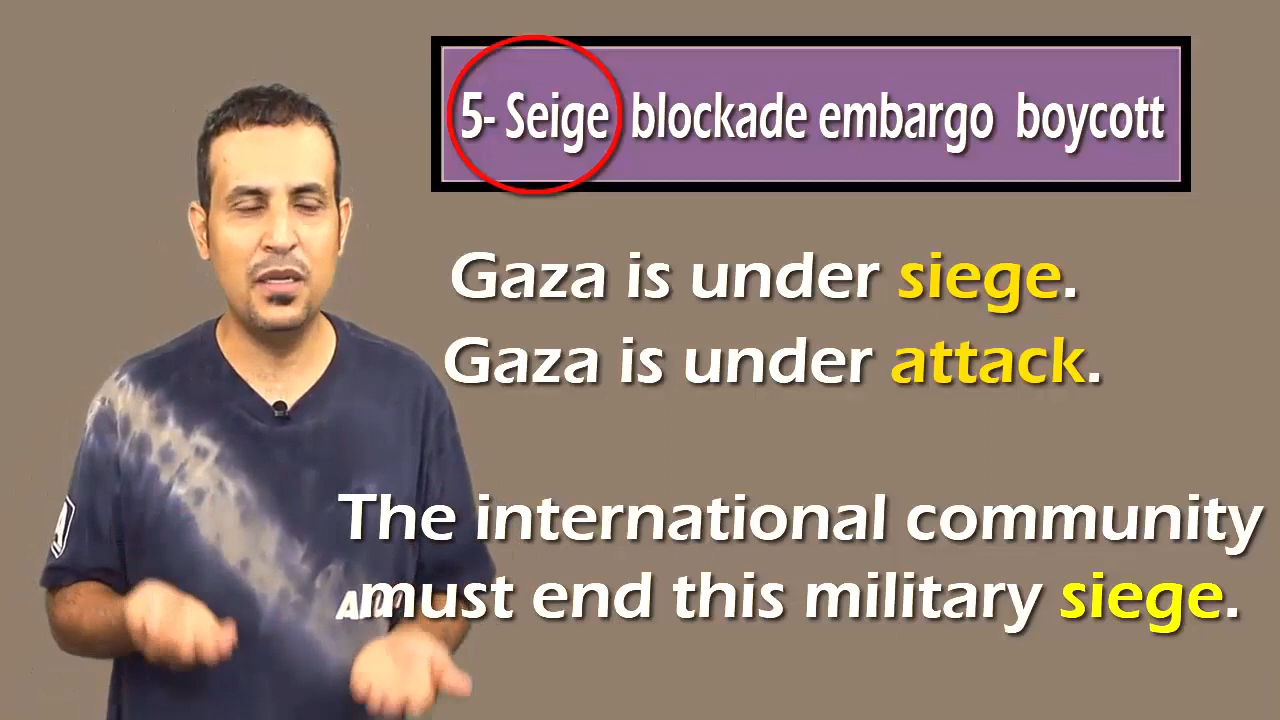 5- Seige blockade embargo boycott
Gaza is under siege.
Gaza is under attack.
The international community
must end this military siege.